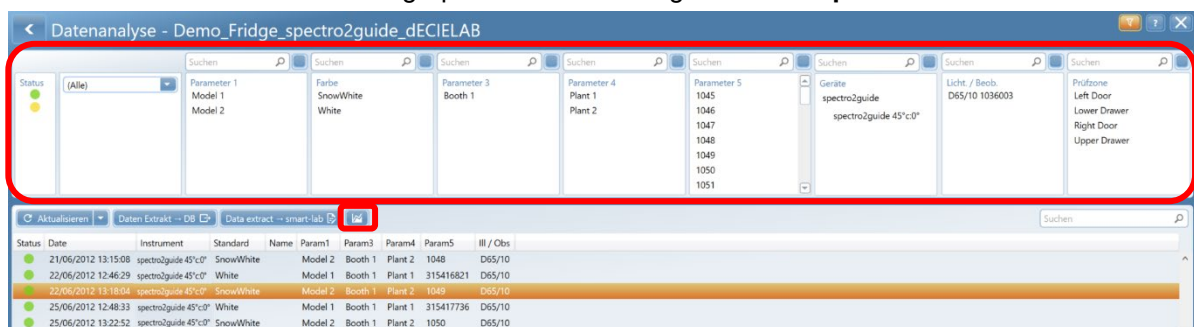 Datenanalyse - Demo_Fridge_spectro2guide_dECIELAB
?
X
Suchen Suchen Suchen Suchen Suchen Suchen Suchen Suchen
Status (Alle) Parameter 1 Farbe Parameter 3 Parameter 4 Parameter 5 Geräte Licht. / Beob. Prüfzone
Model 1 SnowWhite Booth 1 Plant 1 1045 spectro2guide D65/10 1036003 Left Door
Model 2 White Plant 2 1046 spectro2guide 45°c:0° Lower Drawer
1047 Right Door
1048 Upper Drawer
1049
1050
1051
Aktualisieren Daten Extrakt → DB Data extract → smart-lab Suchen
Status Date Instrument Standard Name Param1 Param3 Param4 Param5 Ill / Obs
21/06/2012 13:15:08 spectro2guide 45°c:0° SnowWhite Model 2 Booth 1 Plant 2 1048 D65/10
22/06/2012 12:46:29 spectro2guide 45°c:0° White Model 1 Booth 1 Plant 1 315416821 D65/10
22/06/2012 13:18:04 spectro2guide 45°c:0° SnowWhite Model 2 Booth 1 Plant 2 1049 D65/10
25/06/2012 12:48:33 spectro2guide 45°c:0° White Model 1 Booth 1 Plant 1 315417736 D65/10
25/06/2012 13:22:52 spectro2guide 45°c:0° SnowWhite Model 2 Booth 1 Plant 2 1050 D65/10